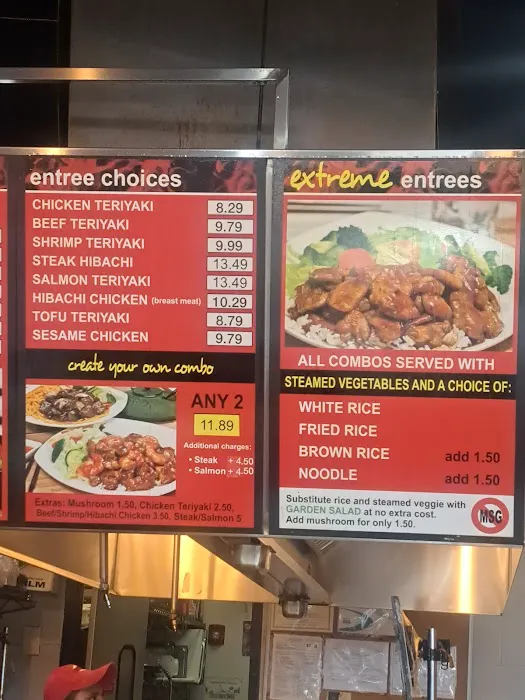 entree choices
CHICKEN TERIYAKI 8.29
BEEF TERIYAKI 9.79
SHRIMP TERIYAKI 9.99
STEAK HIBACHI 13.49
SALMON TERIYAKI 13.49
HIBACHI CHICKEN (breast meat) 10.29
TOFU TERIYAKI 8.79
SESAME CHICKEN 9.79
create your own combo
ANY 2
11.89
Additional charges:
• Steak + 4.50
• Salmon + 4.50
Extras: Mushroom 1.50, Chicken Teriyaki 2.50,
Beef/Shrimp/Hibachi Chicken 3.50, Steak/Salmon 5
extreme entrees
ALL COMBOS SERVED WITH
STEAMED VEGETABLES AND A CHOICE OF:
WHITE RICE
FRIED RICE
BROWN RICE add 1.50
NOODLE add 1.50
Substitute rice and steamed veggie with
GARDEN SALAD at no extra cost.
Add mushroom for only 1.50.
MSG
LM